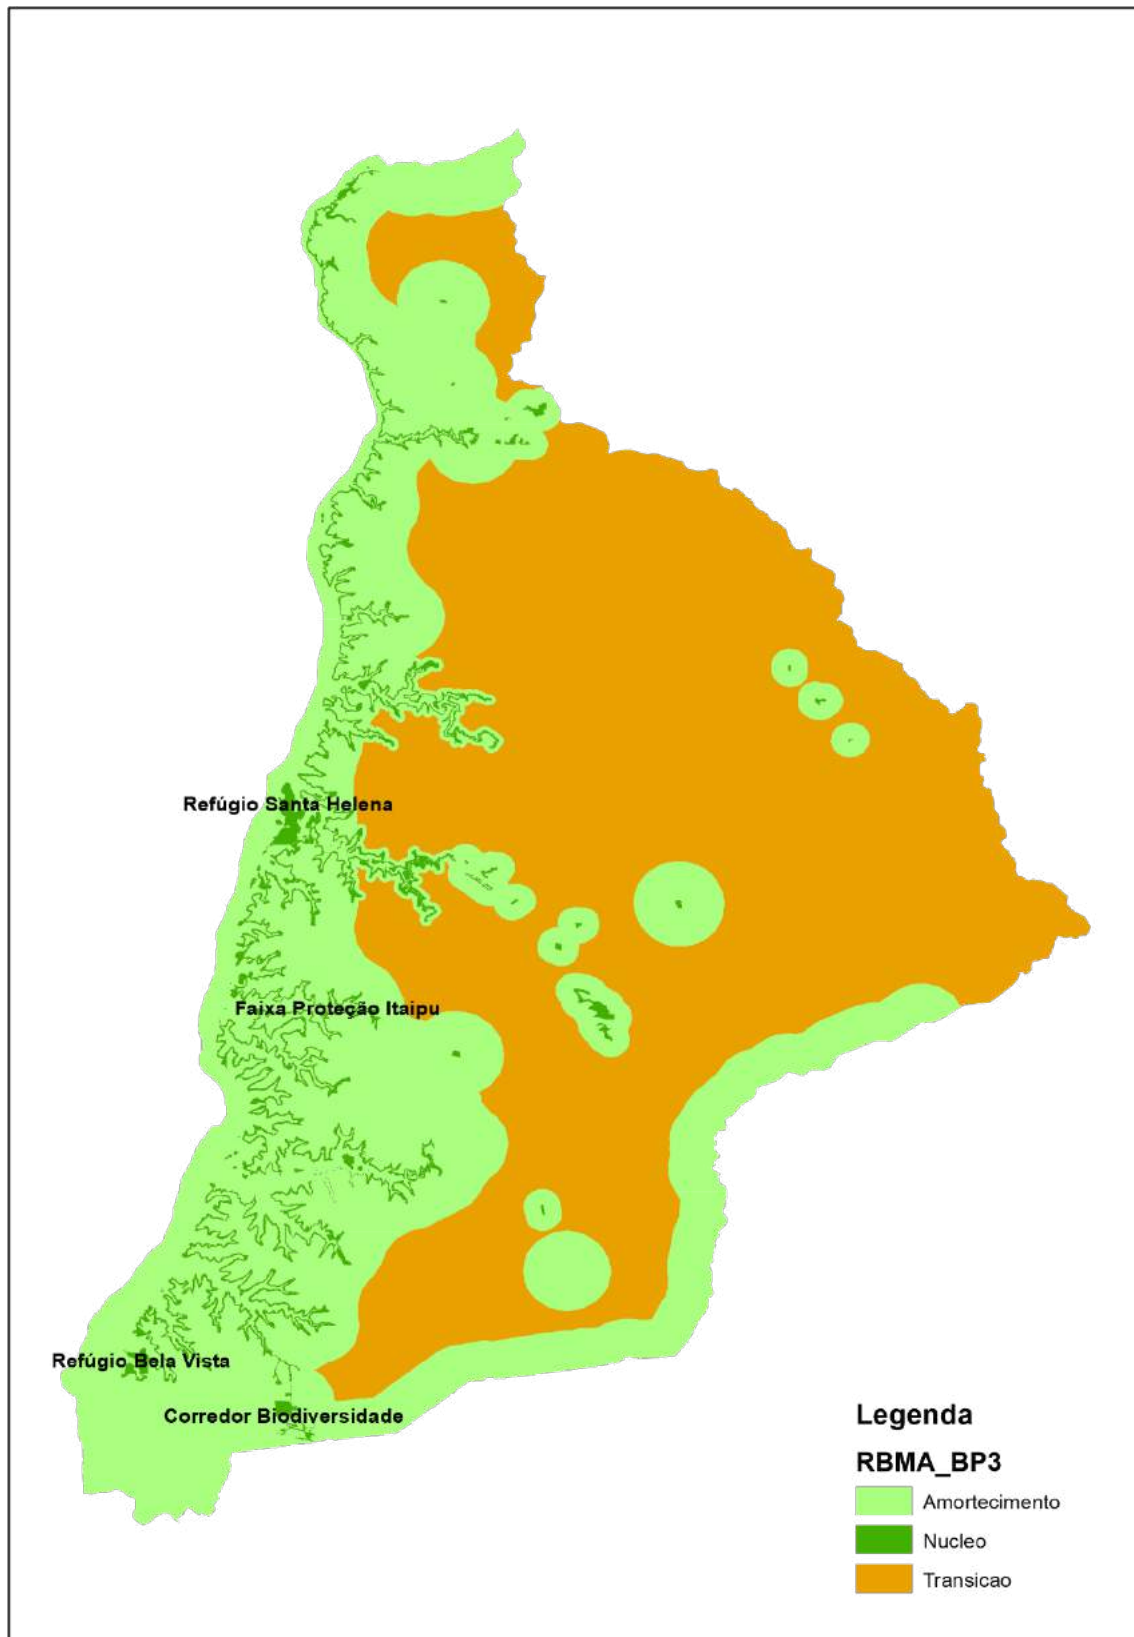 Refúgio Santa Helena
Faixa Proteção Itaipu
Refúgio Bela Vista
Corredor Biodiversidade
Legenda
RBMA_BP3
Amortecimento
Nucleo
Transicao